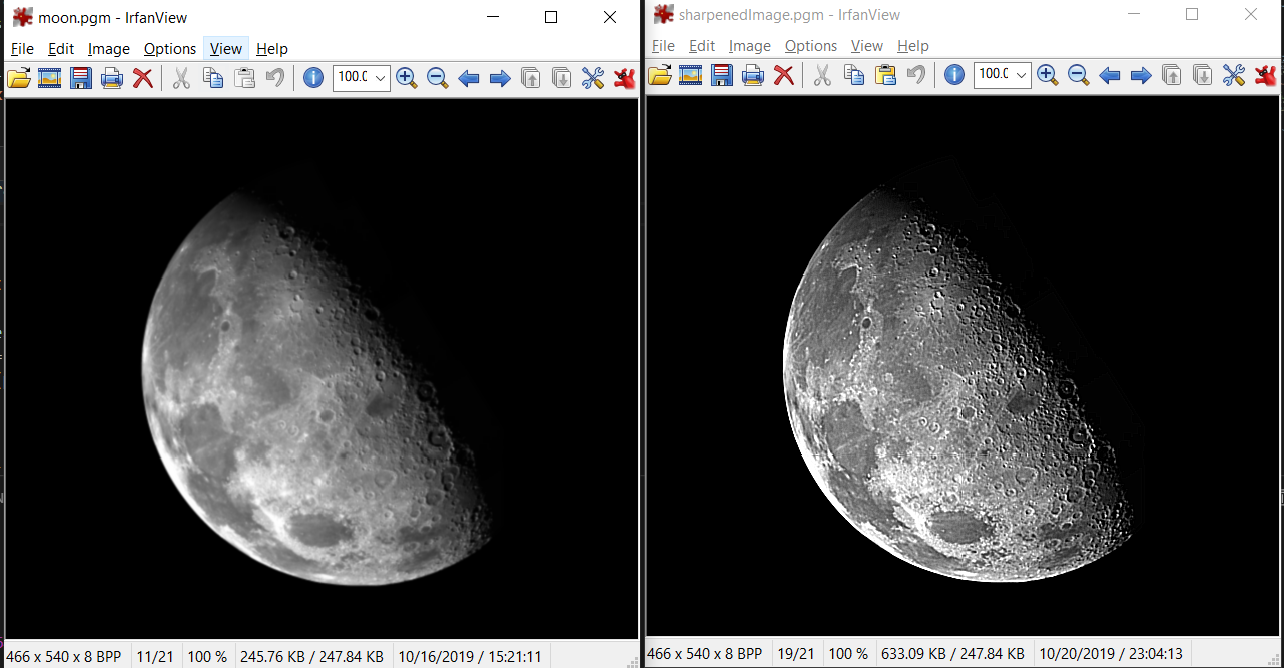 moon.pgm - IrfanView
File Edit Image Options View Help
100.0
466 x 540 x 8 BPP 11/21 100 % 245.76 KB / 247.84 KB 10/16/2019 / 15:21:11
sharpenedImage.pgm - IrfanView
File Edit Image Options View Help
100.0
466 x 540 x 8 BPP 19/21 100 % 633.09 KB / 247.84 KB 10/20/2019 / 23:04:13